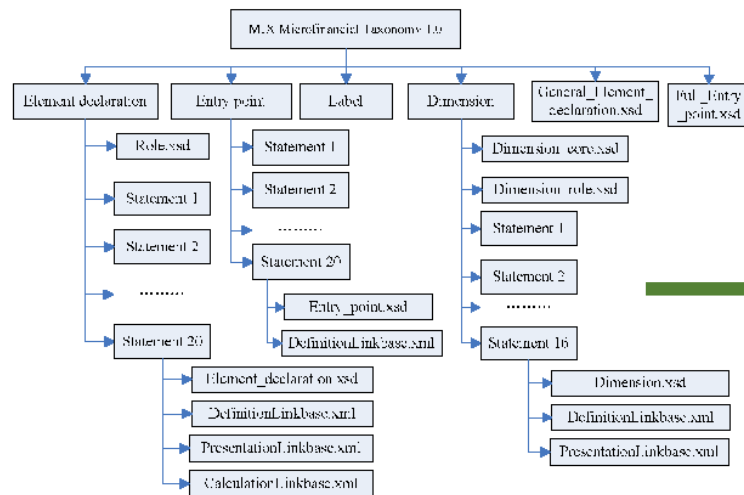 MIX Microfinancial Taxonomy 1.0
Element declaration
Entry point
Label
Dimension
General_Element_
declaration.xsd
Full_Entry
_point.xsd
Role.xsd
Statement 1
Statement 2
.........
Statement 20
Element_declaration.xsd
DefinitionLinkbase.xml
PresentationLinkbase.xml
CalculationLinkbase.xml
Statement 1
Statement 2
.........
Statement 20
Entry_point.xsd
DefinitionLinkbase.xml
Dimension_core.xsd
Dimension_role.xsd
Statement 1
Statement 2
.........
Statement 16
Dimension.xsd
DefinitionLinkbase.xml
PresentationLinkbase.xml